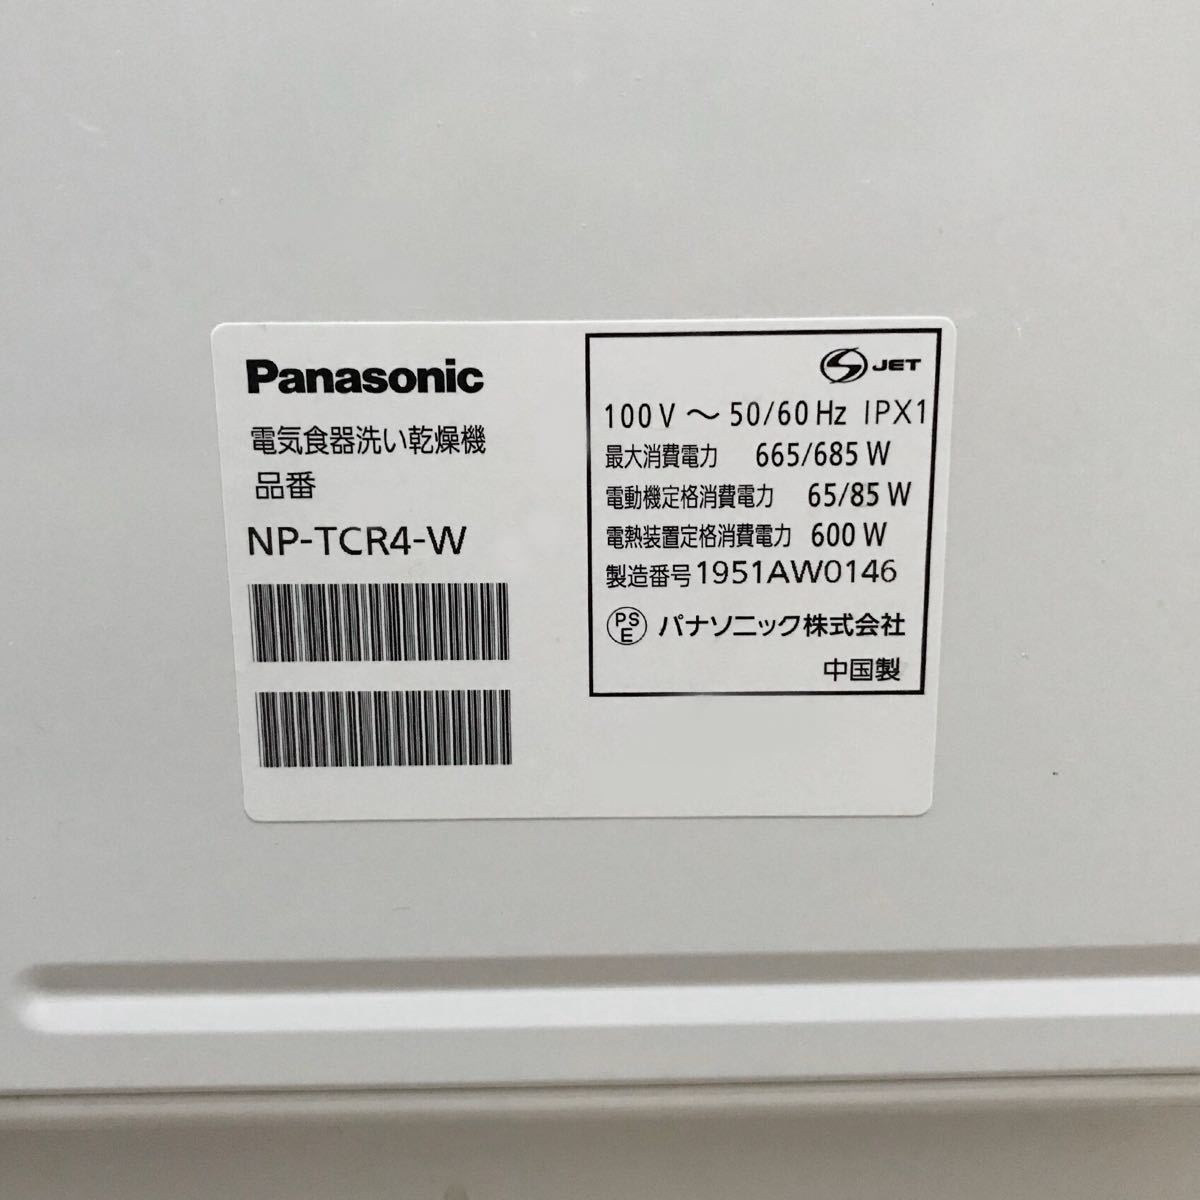 Panasonic
電気食器洗い乾燥機
品番
NP-TCR4-W
S JET
100V ～ 50/60Hz IPX1
最大消費電力 665/685W
電動機定格消費電力 65/85W
電熱装置定格消費電力 600W
製造番号 1951AW0146
PSE パナソニック株式会社
中国製